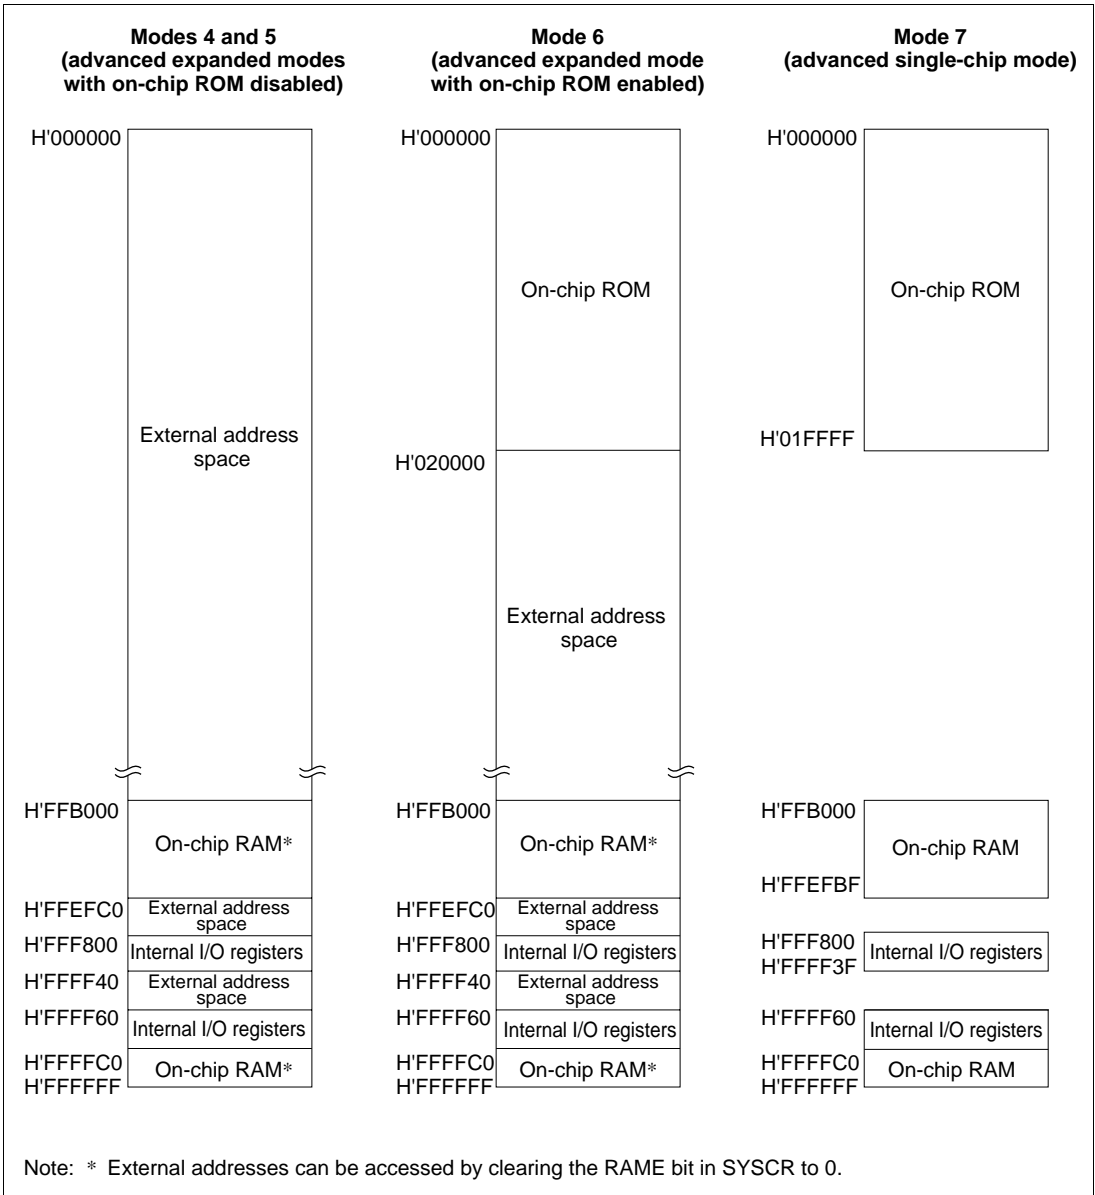 Modes 4 and 5
(advanced expanded modes
with on-chip ROM disabled)
H'000000
External address
space
H'FFB000
On-chip RAM*
H'FFEFC0
External address
space
H'FFF800
Internal I/O registers
H'FFFF40
External address
space
H'FFFF60
Internal I/O registers
H'FFFFC0
On-chip RAM*
H'FFFFFF
Mode 6
(advanced expanded mode
with on-chip ROM enabled)
H'000000
On-chip ROM
H'020000
External address
space
H'FFB000
On-chip RAM*
H'FFEFC0
External address
space
H'FFF800
Internal I/O registers
H'FFFF40
External address
space
H'FFFF60
Internal I/O registers
H'FFFFC0
On-chip RAM*
H'FFFFFF
Mode 7
(advanced single-chip mode)
H'000000
On-chip ROM
H'01FFFF
H'FFB000
On-chip RAM
H'FFEFBF
H'FFF800
Internal I/O registers
H'FFFF3F
H'FFFF60
Internal I/O registers
H'FFFFC0
On-chip RAM
H'FFFFFF
Note: * External addresses can be accessed by clearing the RAME bit in SYSCR to 0.